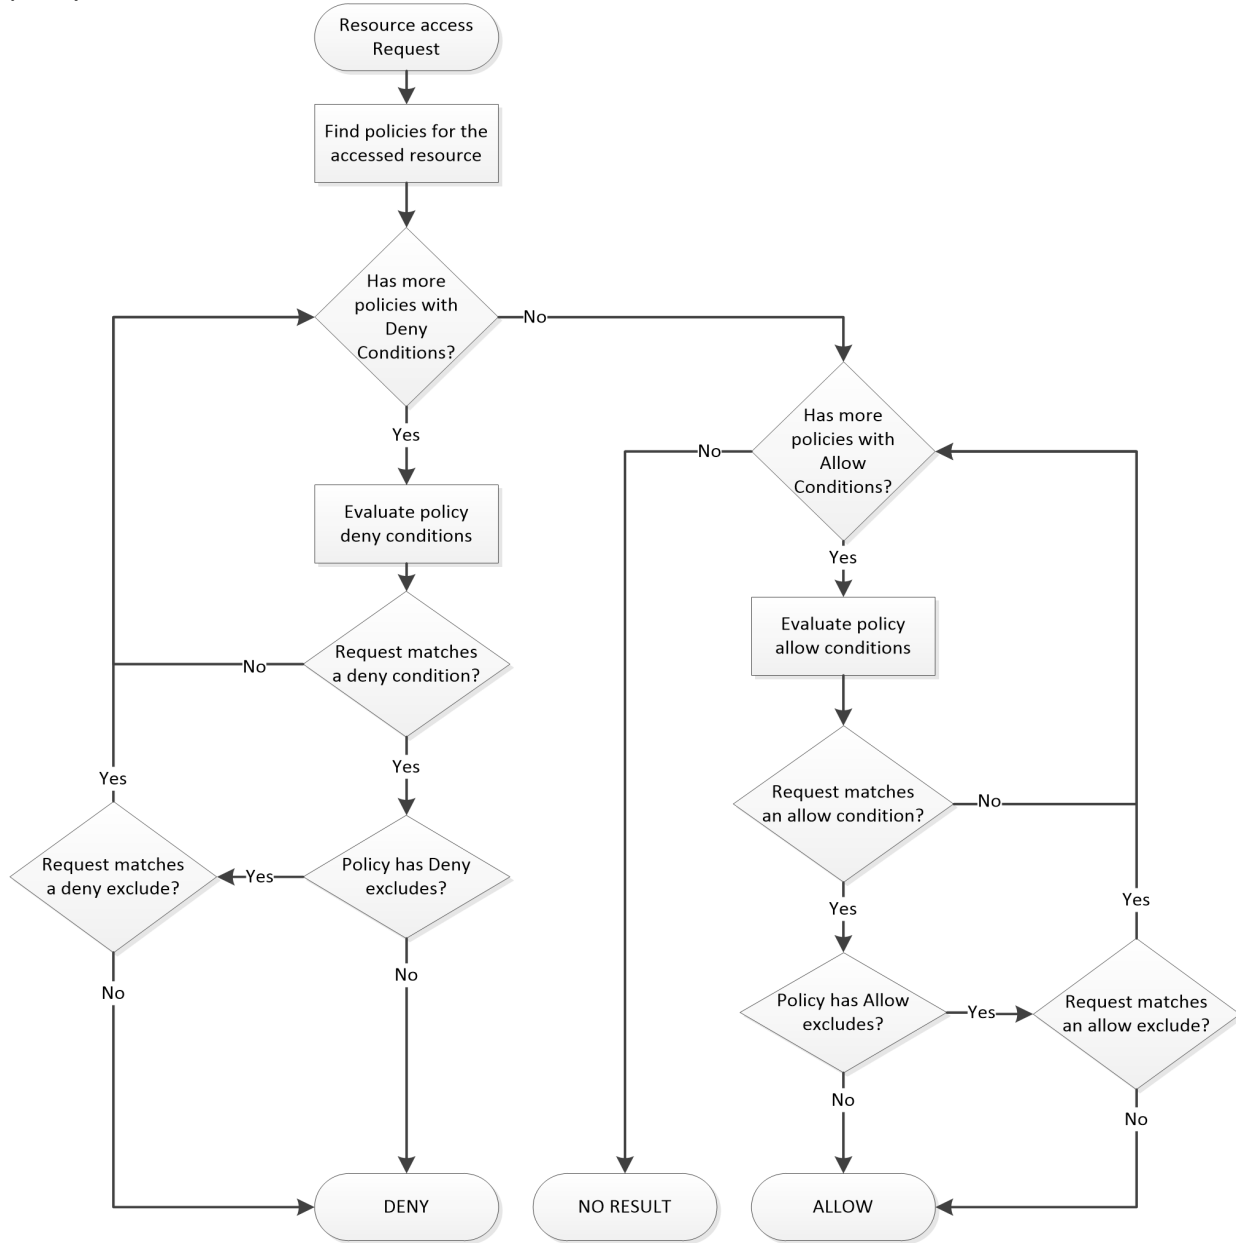 Resource access
Request
Find policies for the
accessed resource
Has more
policies with
Deny
Conditions?
No
Yes
Evaluate policy
deny conditions
Request matches
a deny condition?
No
Yes
Policy has Deny
excludes?
Yes
No
Request matches
a deny exclude?
Yes
No
DENY
Has more
policies with
Allow
Conditions?
No
Yes
Evaluate policy
allow conditions
Request matches
an allow condition?
No
Yes
Policy has Allow
excludes?
Yes
No
Request matches
an allow exclude?
Yes
No
NO RESULT
ALLOW